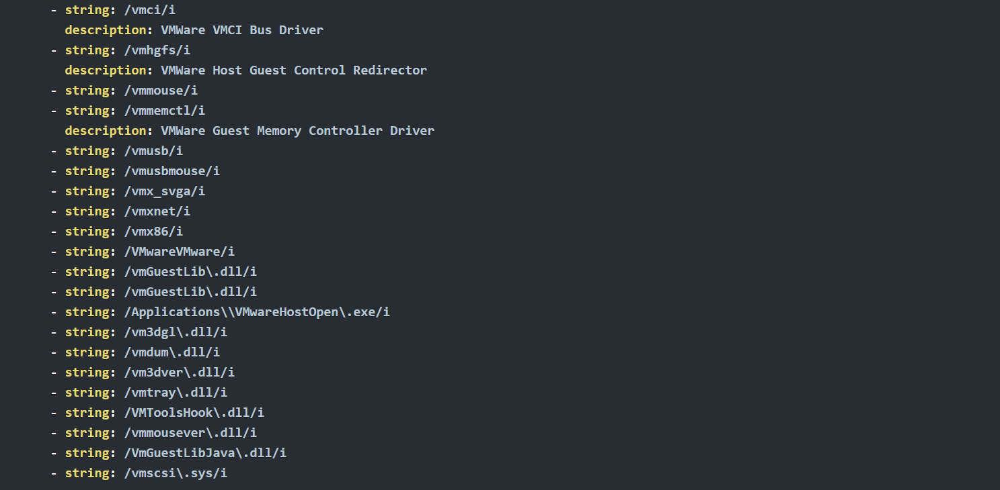 - string: /vmci/i
description: VMWare VMCI Bus Driver
- string: /vmhgfs/i
description: VMWare Host Guest Control Redirector
- string: /vmmouse/i
- string: /vmmemctl/i
description: VMWare Guest Memory Controller Driver
- string: /vmusb/i
- string: /vmusbmouse/i
- string: /vmx_svga/i
- string: /vmxnet/i
- string: /vmx86/i
- string: /VMwareVMware/i
- string: /vmGuestLib\.dll/i
- string: /vmGuestLib\.dll/i
- string: /Applications\\VMwareHostOpen\.exe/i
- string: /vm3dgl\.dll/i
- string: /vmdum\.dll/i
- string: /vm3dver\.dll/i
- string: /vmtray\.dll/i
- string: /VMToolsHook\.dll/i
- string: /vmmousever\.dll/i
- string: /VmGuestLibJava\.dll/i
- string: /vmscsi\.sys/i